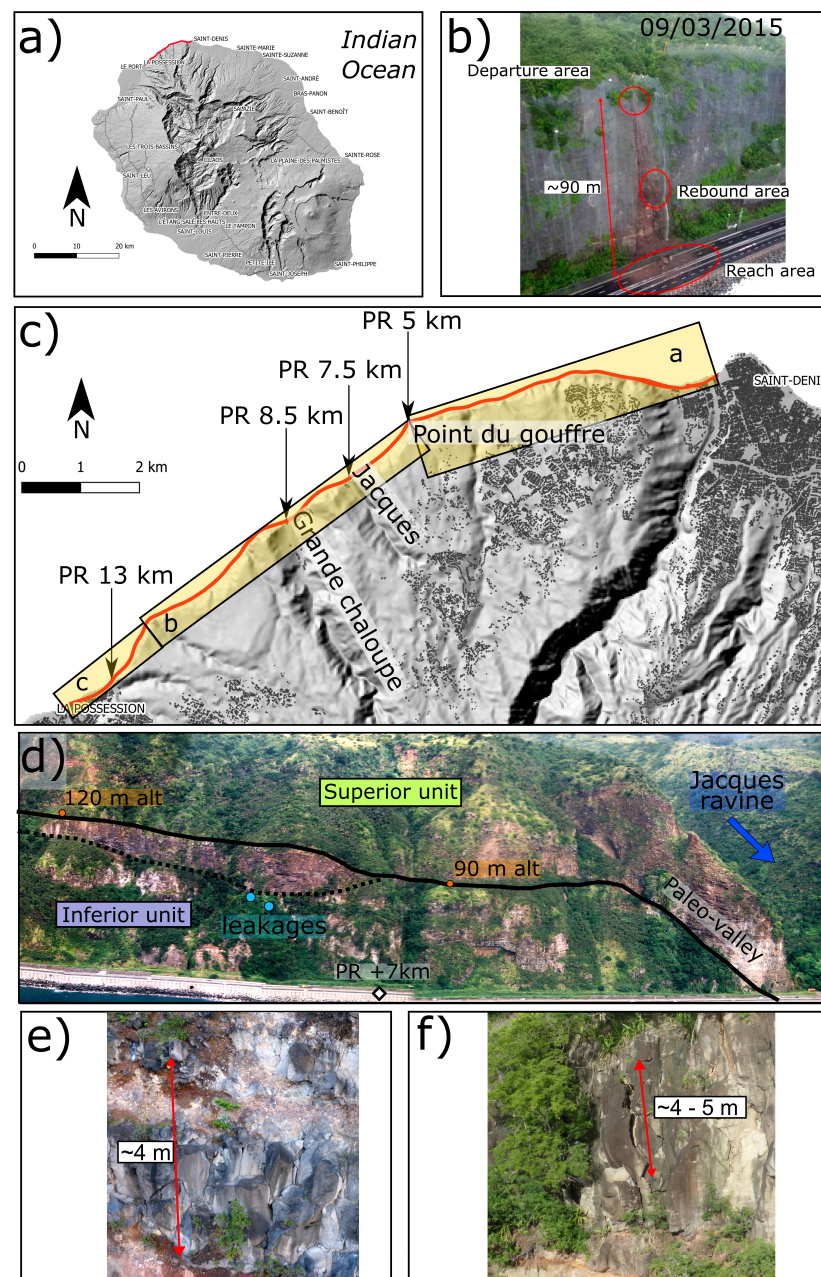 a)
Indian
Ocean
SAINT-DENIS
SAINTE-MARIE
SAINTE-SUZANNE
LA POSSESSION
LE PORT
SAINT-ANDRÉ
BRAS-PANON
SAINT-PAUL
SALAZIE
SAINT-BENOÎT
LES TROIS-BASSINS
CILAOS
LA PLAINE-DES-PALMISTES
SAINTE-ROSE
SAINT-LEU
LES AVIRONS
ENTRE-DEUX
L'ÉTANG-SALÉ LES HAUTS
LE TAMPON
SAINT-LOUIS
SAINT-PIERRE
PETITE-ÎLE
SAINT-JOSEPH
SAINT-PHILIPPE
N
0 10 20 km
b)
09/03/2015
Departure area
~90 m
Rebound area
Reach area
c)
PR 5 km
PR 7.5 km
PR 8.5 km
PR 13 km
a
SAINT-DENI
N
Point du gouffre
0 1 2 km
Jacques
Grande chaloupe
b
c
LA POSSESSION
d)
120 m alt
Superior unit
Jacques
ravine
90 m alt
Inferior unit
leakages
Paleo-valley
PR +7km
e)
~4 m
f)
~4 - 5 m